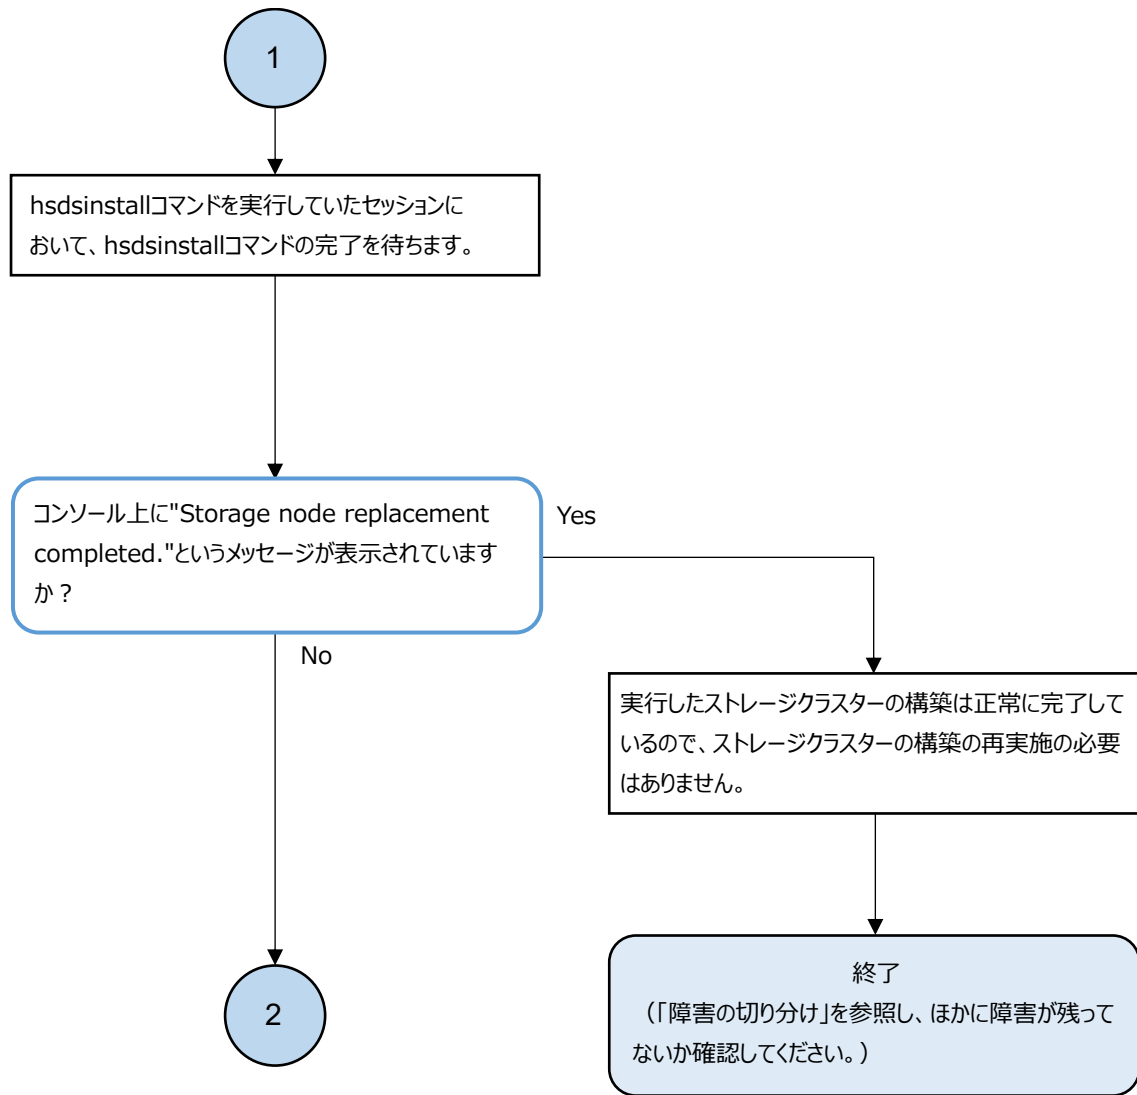 1
hsdsinstallコマンドを実行していたセッションに
おいて、hsdsinstallコマンドの完了を待ちます。
コンソール上に"Storage node replacement
completed."というメッセージが表示されています
か？
Yes
No
実行したストレージクラスターの構築は正常に完了して
いるので、ストレージクラスターの構築の再実施の必要
はありません。
2
終了
（「障害の切り分け」を参照し、ほかに障害が残って
ないか確認してください。）